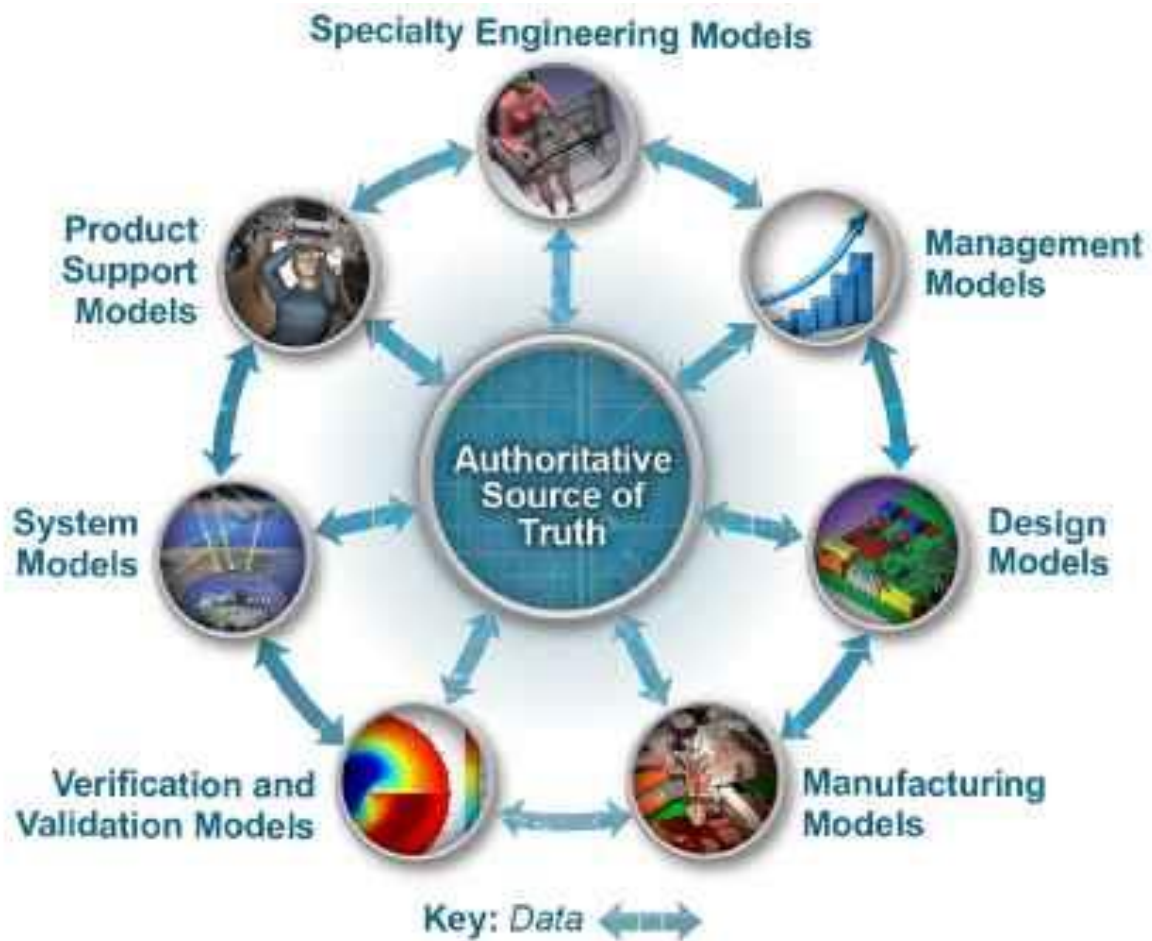 Specialty Engineering Models
Product
Support
Models
Management
Models
Authoritative
Source of
Truth
System
Models
Design
Models
Verification and
Validation Models
Manufacturing
Models
Key: Data